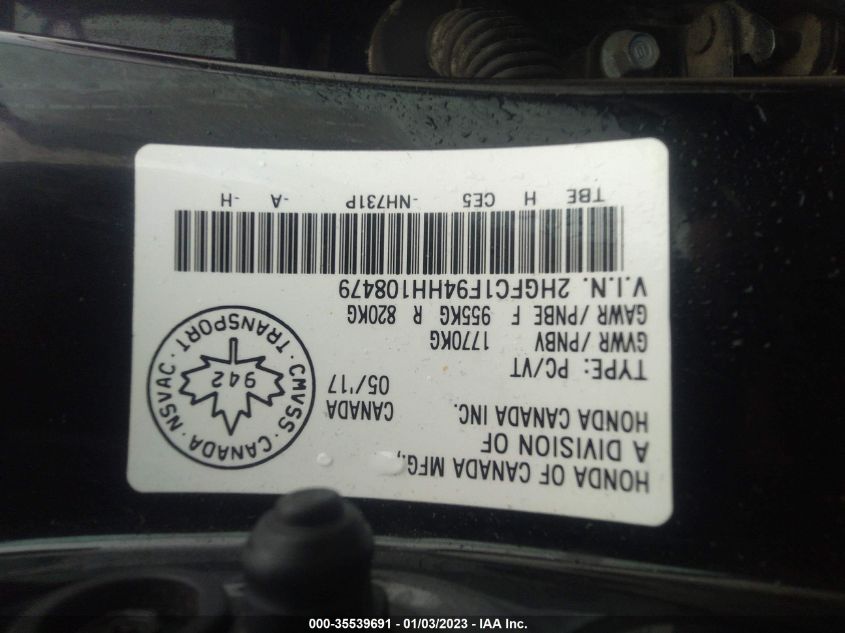 HONDA OF CANADA MFG.,
A DIVISION OF
HONDA CANADA INC.
CANADA
05/'17
TYPE: PC/VT
GVWR / PNBV 1770KG
GAWR / PNBE F 955KG R 820KG
V.I.N. 2HGFC1F94HH108479
TBE H CE5 -NH731P -A -H
CMVSS · CANADA · NSVAC · TRANSPORT ·
942
000-35539691 - 01/03/2023 - IAA Inc.